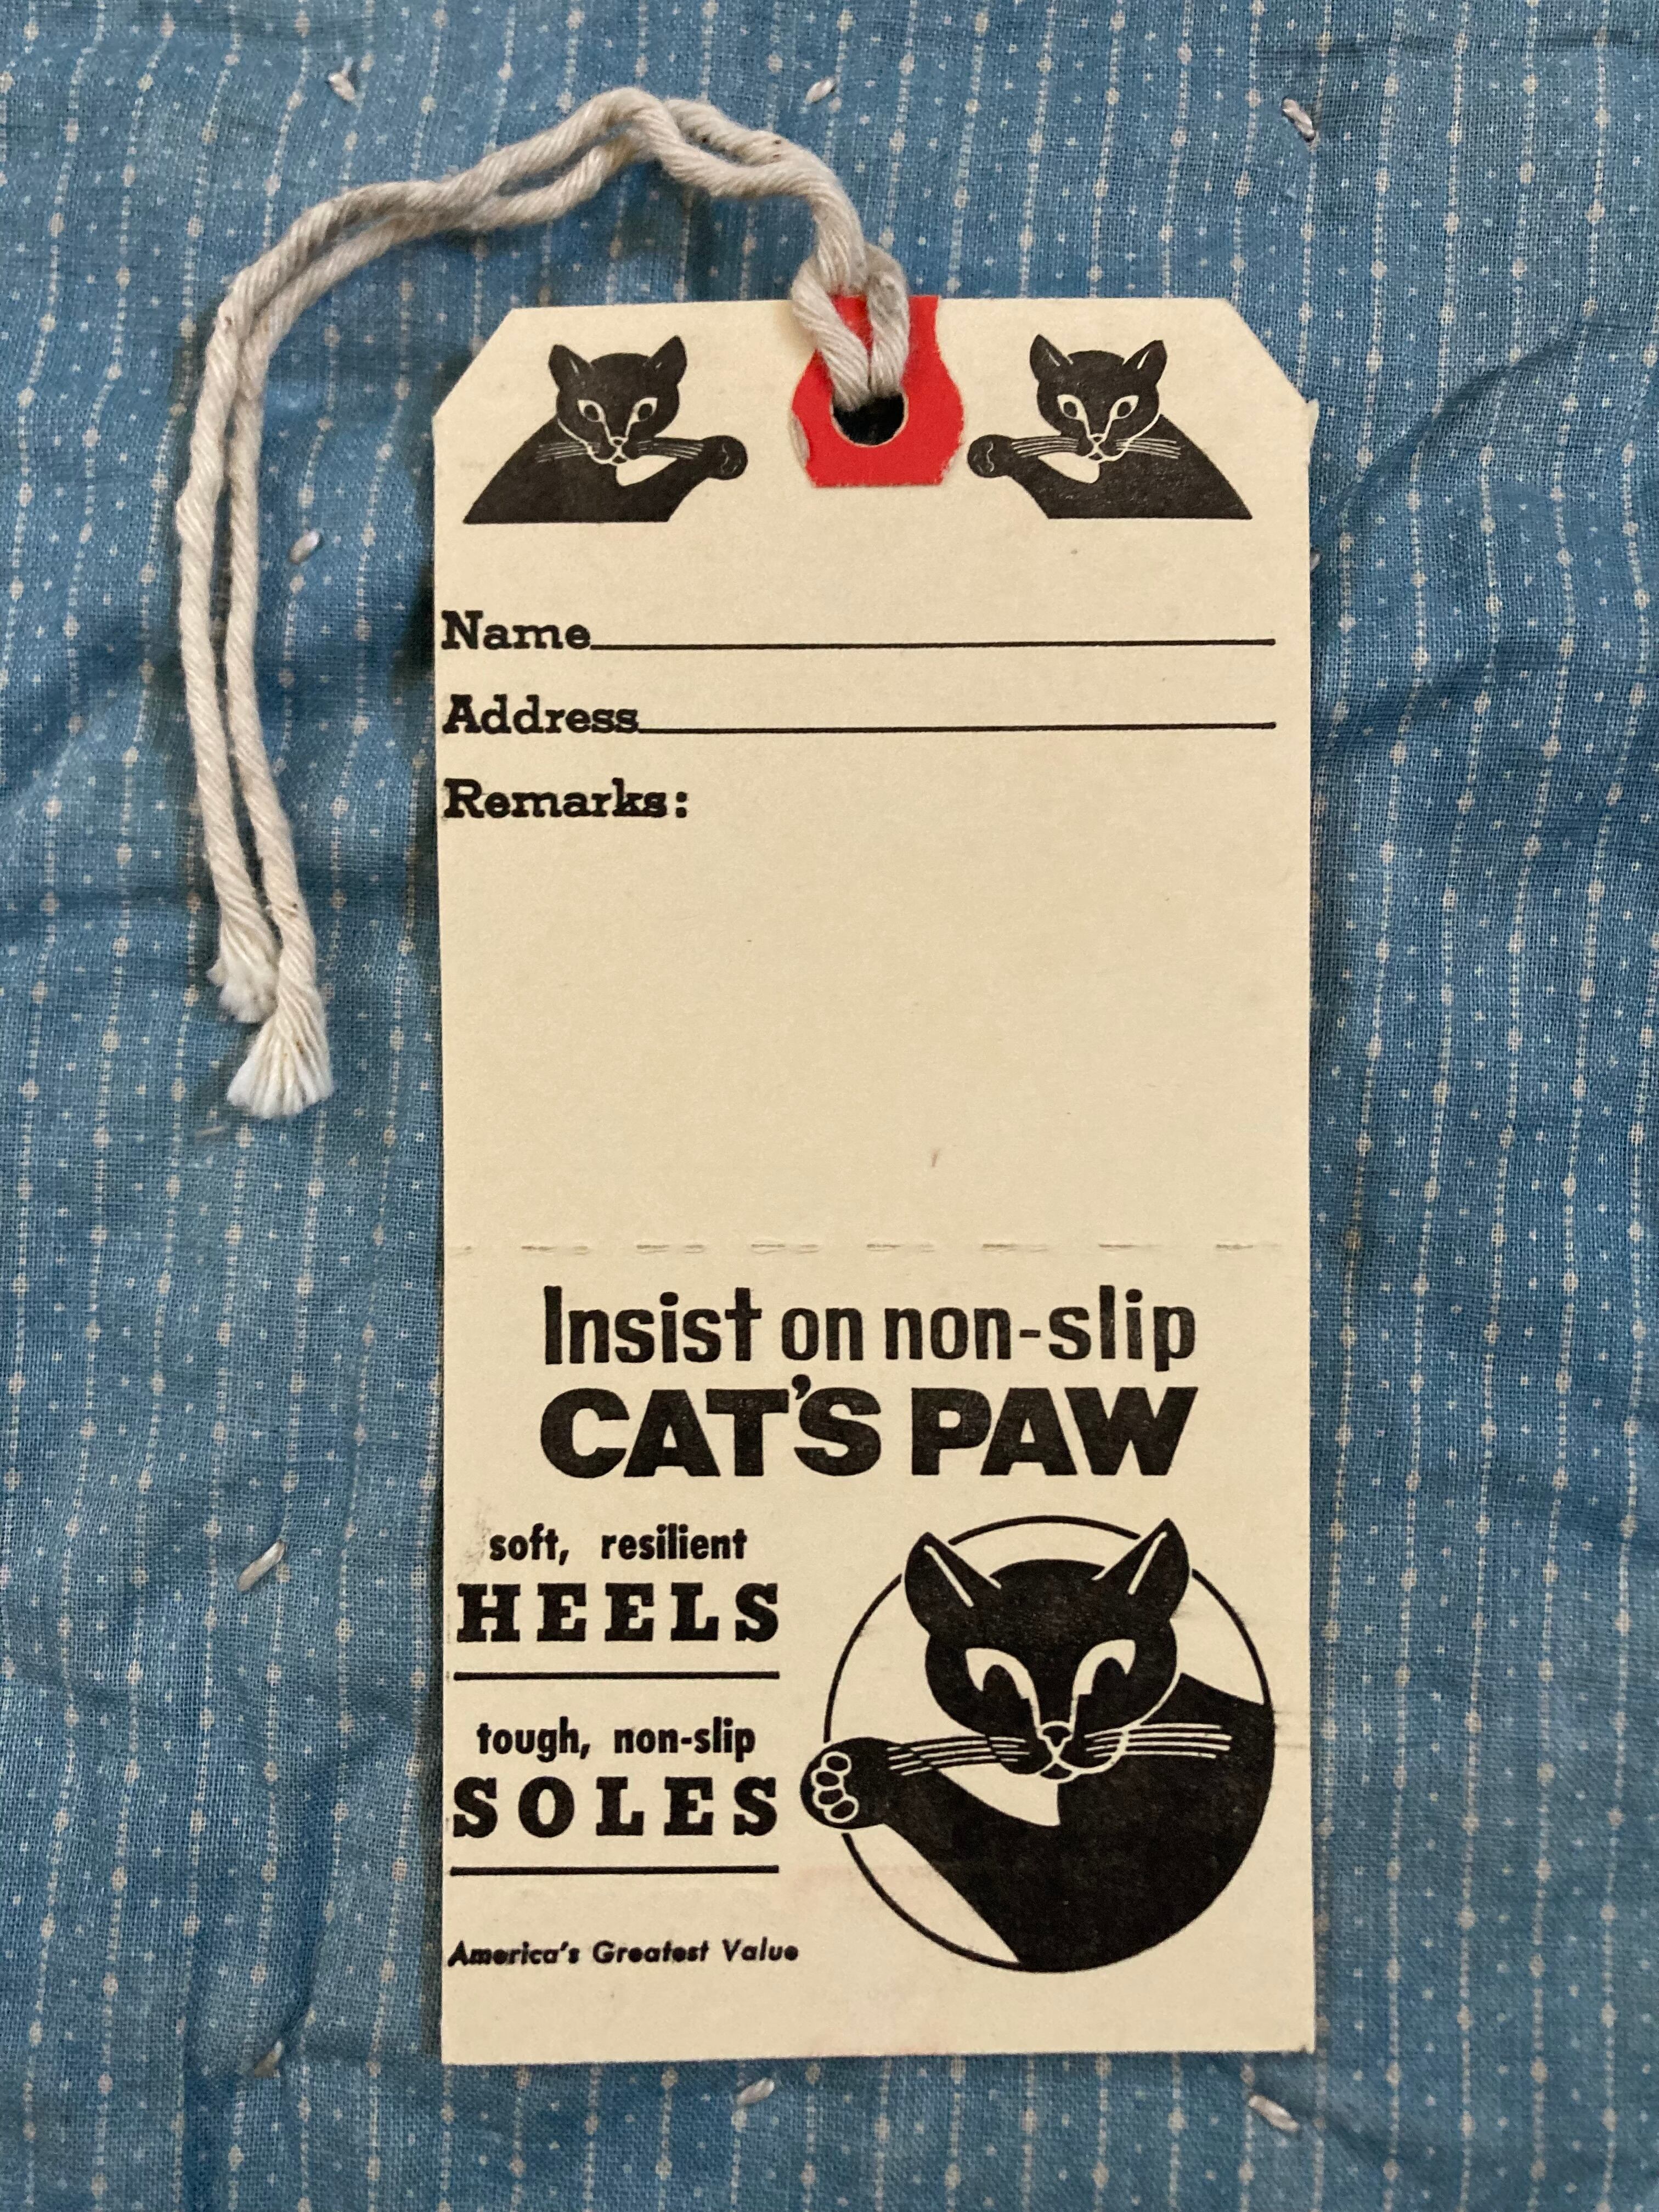 Name
Address
Remarks:
Insist on non-slip
CAT'S PAW
soft, resilient
HEELS
tough, non-slip
SOLES
America's Greatest Value